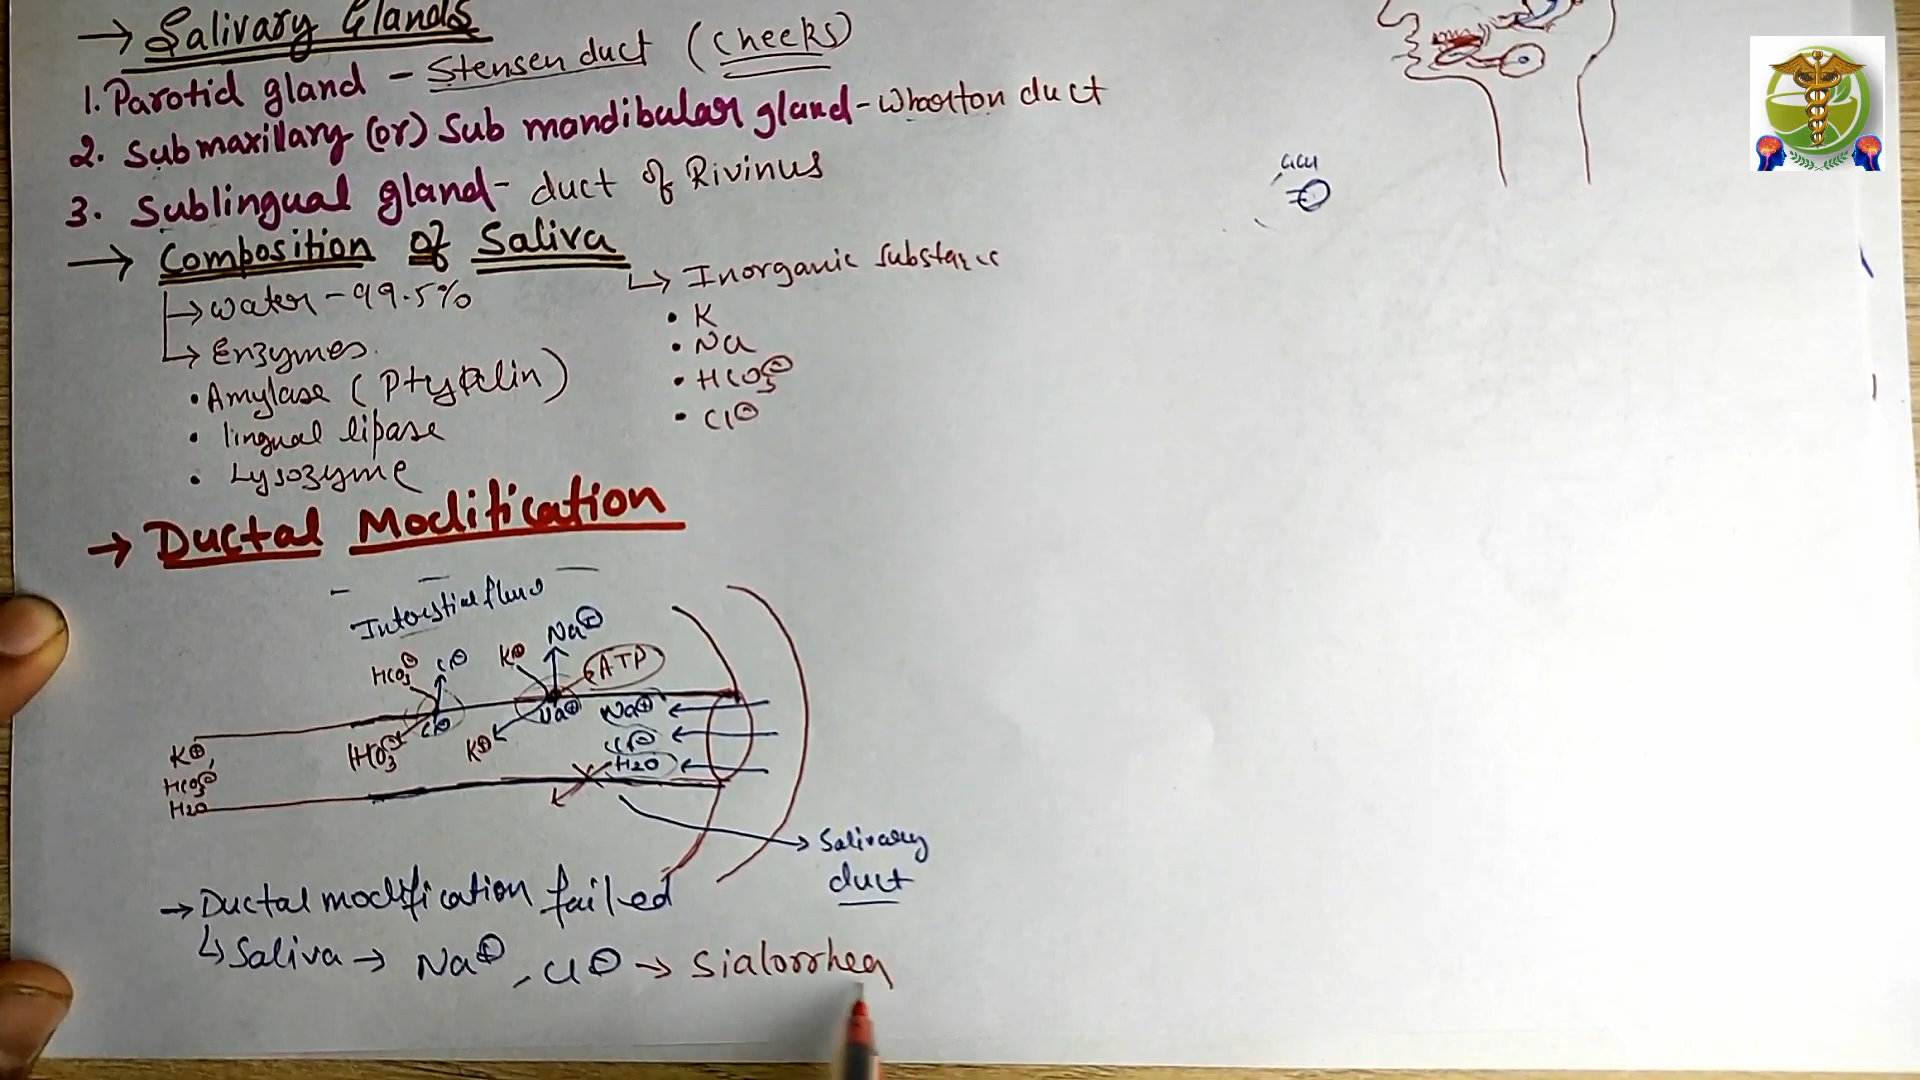 → Salivary Glands
1. Parotid gland - Stensen duct (cheeks)
2. Submaxillary (or) Sub mandibular gland - Wharton duct
3. Sublingual gland - duct of Rivinus
→ Composition of Saliva
→ water - 99.5%
→ Enzymes
• Amylase (Ptyalin)
• lingual lipase
• Lysozyme
→ Inorganic Substance
• K
• Na
• HCO3⊖
• Cl⊖
→ Ductal Modification
HCO3⊖ Cl⊖ K⊕ Na⊕ ATP
Cl⊖ Na⊕ Na⊕
HCO3⊖ K⊕ Cl⊖
H2O
K⊕,
HCO3⊖
H2O
→ Salivary
duct
→ Ductal modification failed
↳ Saliva → Na⊕, Cl⊖ → Sialorrhea